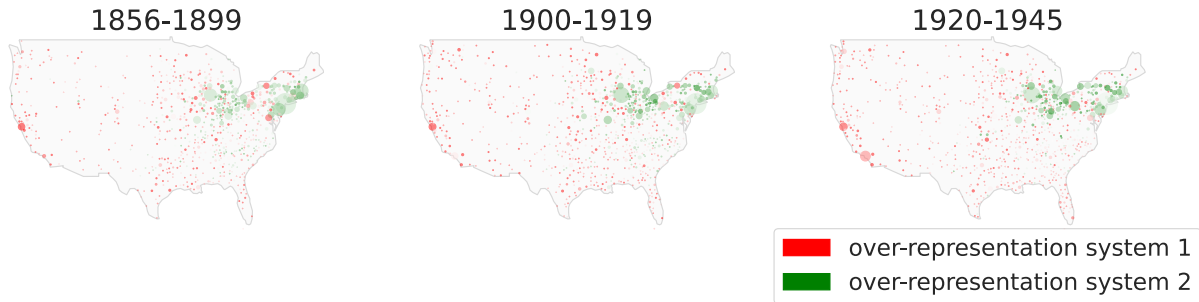 1856-1899
1900-1919
1920-1945
over-representation system 1
over-representation system 2